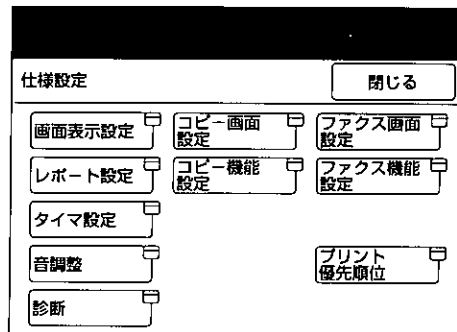 仕様設定
閉じる
画面表示設定
コピー画面
設定
ファクス画面
設定
レポート設定
コピー機能
設定
ファクス機能
設定
タイマ設定
音調整
プリント
優先順位
診断